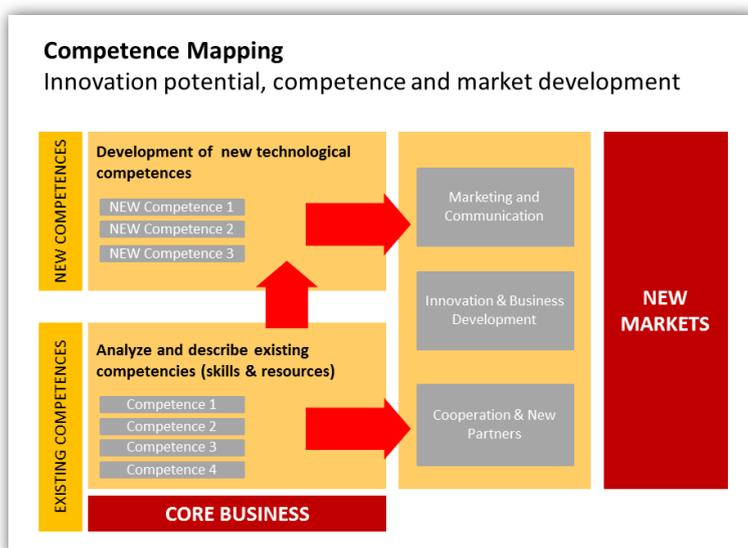 Competence Mapping
Innovation potential, competence and market development
NEW COMPETENCES
Development of new technological
competences
NEW Competence 1
NEW Competence 2
NEW Competence 3
Marketing and
Communication
Innovation & Business
Development
Cooperation & New
Partners
NEW
MARKETS
EXISTING COMPETENCES
Analyze and describe existing
competencies (skills & resources)
Competence 1
Competence 2
Competence 3
Competence 4
CORE BUSINESS